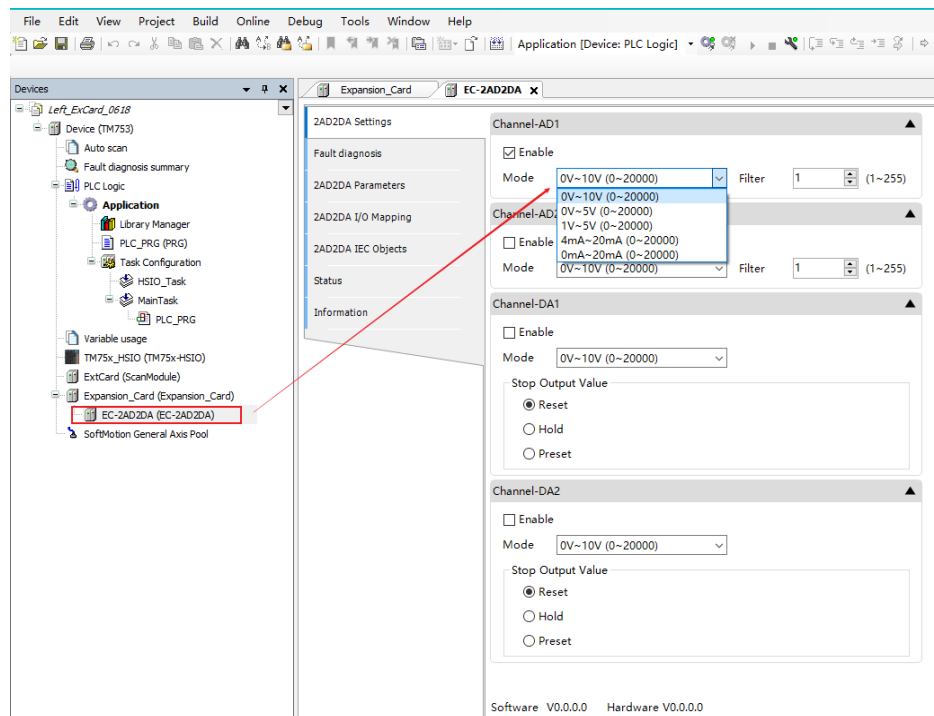 File Edit View Project Build Online Debug Tools Window Help
Application [Device: PLC Logic]
Devices
Left_ExCard_0618
Device (TM753)
Auto scan
Fault diagnosis summary
PLC Logic
Application
Library Manager
PLC_PRG (PRG)
Task Configuration
HSIO_Task
MainTask
PLC_PRG
Variable usage
TM75x_HSIO (TM75x-HSIO)
ExtCard (ScanModule)
Expansion_Card (Expansion_Card)
EC-2AD2DA (EC-2AD2DA)
SoftMotion General Axis Pool
Expansion_Card EC-2AD2DA
2AD2DA Settings
Fault diagnosis
2AD2DA Parameters
2AD2DA I/O Mapping
2AD2DA IEC Objects
Status
Information
Channel-AD1
Enable
Mode 0V~10V (0~20000) Filter 1 (1~255)
0V~10V (0~20000)
0V~5V (0~20000)
1V~5V (0~20000)
4mA~20mA (0~20000)
0mA~20mA (0~20000)
Channel-AD2
Enable
Mode 0V~10V (0~20000) Filter 1 (1~255)
Channel-DA1
Enable
Mode 0V~10V (0~20000)
Stop Output Value
Reset
Hold
Preset
Channel-DA2
Enable
Mode 0V~10V (0~20000)
Stop Output Value
Reset
Hold
Preset
Software V0.0.0.0 Hardware V0.0.0.0